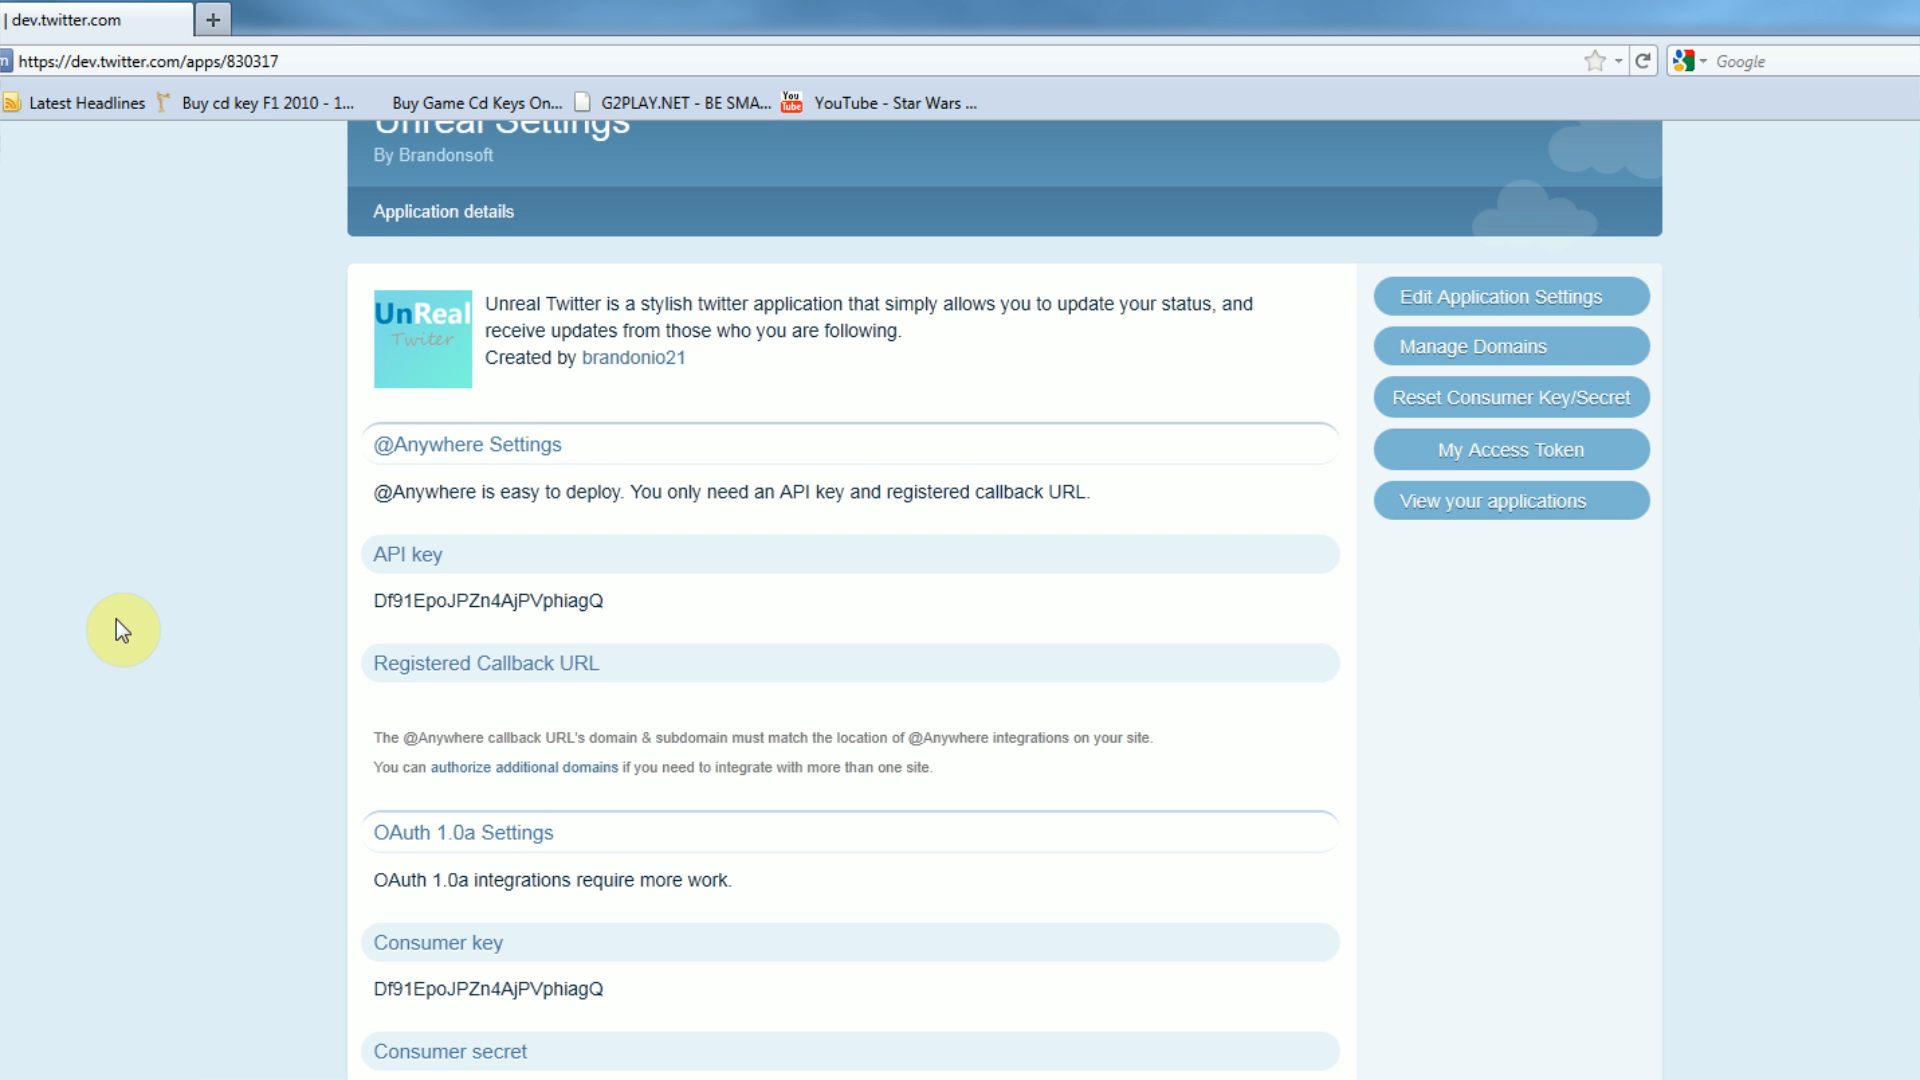 | dev.twitter.com
+
https://dev.twitter.com/apps/830317
Google
Latest Headlines
Buy cd key F1 2010 - 1...
Buy Game Cd Keys On...
G2PLAY.NET - BE SMA...
You
Tube
YouTube - Star Wars ...
Unreal Settings
By Brandonsoft
Application details
UnReal
Twiter
Unreal Twitter is a stylish twitter application that simply allows you to update your status, and
receive updates from those who you are following.
Created by brandonio21
Edit Application Settings
Manage Domains
Reset Consumer Key/Secret
My Access Token
View your applications
@Anywhere Settings
@Anywhere is easy to deploy. You only need an API key and registered callback URL.
API key
Df91EpoJPZn4AjPVphiagQ
Registered Callback URL
The @Anywhere callback URL's domain & subdomain must match the location of @Anywhere integrations on your site.
You can authorize additional domains if you need to integrate with more than one site.
OAuth 1.0a Settings
OAuth 1.0a integrations require more work.
Consumer key
Df91EpoJPZn4AjPVphiagQ
Consumer secret